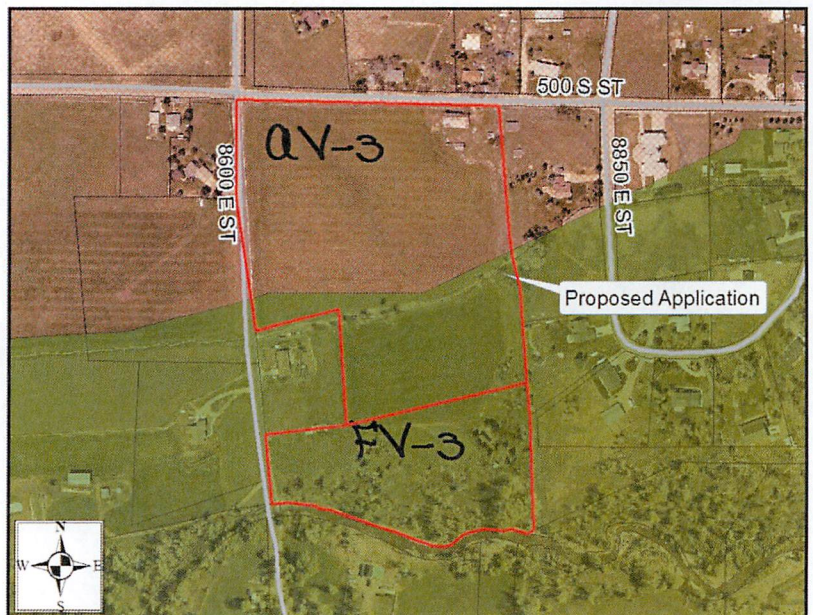 500 S ST
AV-3
8600 E ST
8850 E ST
Proposed Application
FV-3
N
W E
S